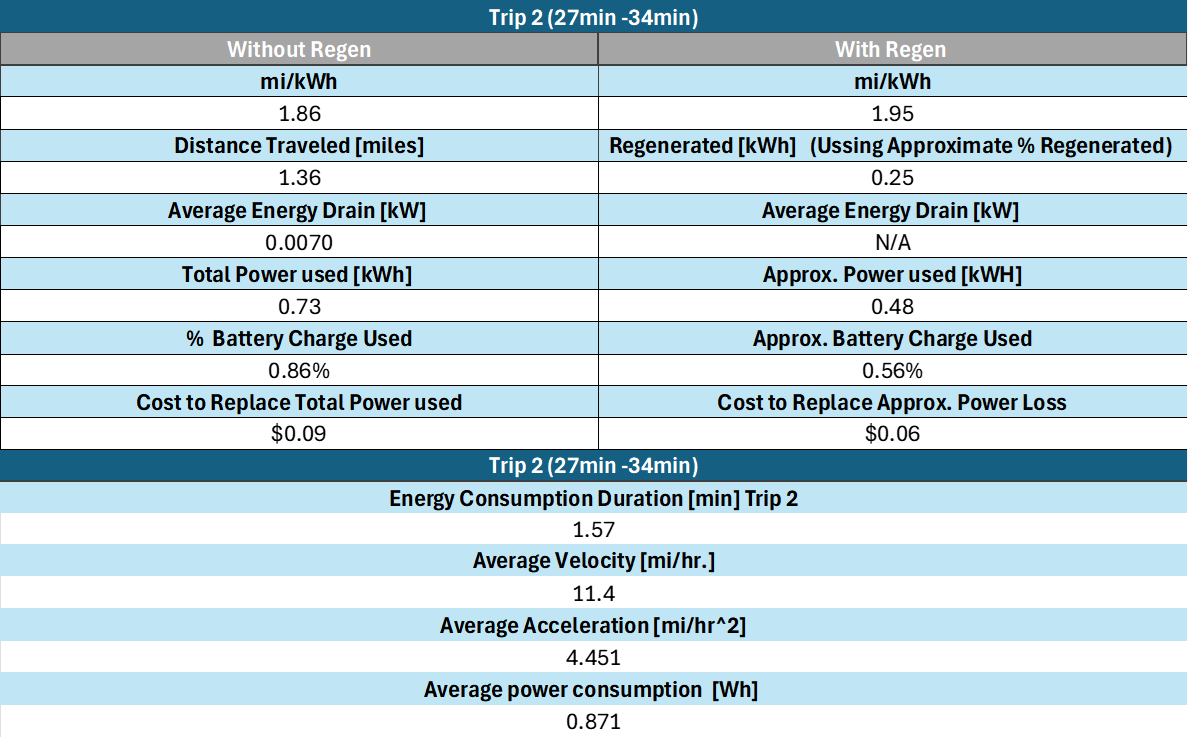 Trip 2 (27min -34min)
Without Regen With Regen
mi/kWh mi/kWh
1.86 1.95
Distance Traveled [miles] Regenerated [kWh] (Ussing Approximate % Regenerated)
1.36 0.25
Average Energy Drain [kW] Average Energy Drain [kW]
0.0070 N/A
Total Power used [kWh] Approx. Power used [kWH]
0.73 0.48
% Battery Charge Used Approx. Battery Charge Used
0.86% 0.56%
Cost to Replace Total Power used Cost to Replace Approx. Power Loss
$0.09 $0.06
Trip 2 (27min -34min)
Energy Consumption Duration [min] Trip 2
1.57
Average Velocity [mi/hr.]
11.4
Average Acceleration [mi/hr^2]
4.451
Average power consumption [Wh]
0.871